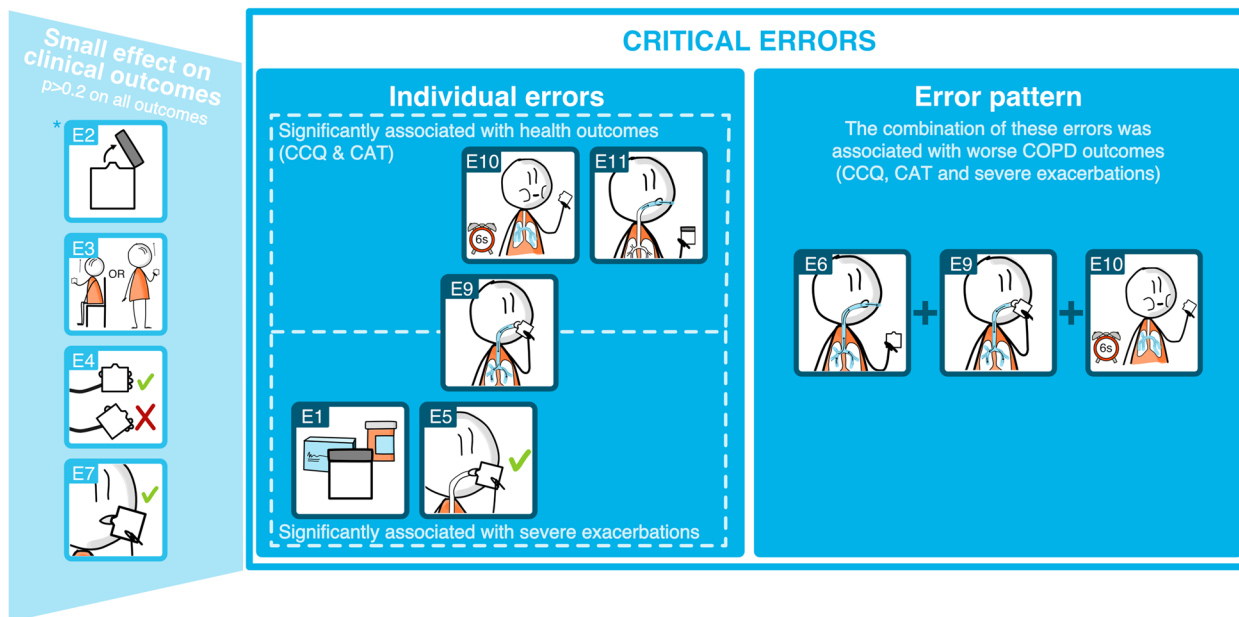 Small effect on
clinical outcomes
p>0.2 on all outcomes
*
E2
E3
OR
E4
E7
CRITICAL ERRORS
Individual errors
Significantly associated with health outcomes
(CCQ & CAT)
E10
6s
E11
E9
E1
E5
Significantly associated with severe exacerbations
Error pattern
The combination of these errors was
associated with worse COPD outcomes
(CCQ, CAT and severe exacerbations)
E6
+
E9
+
E10
6s